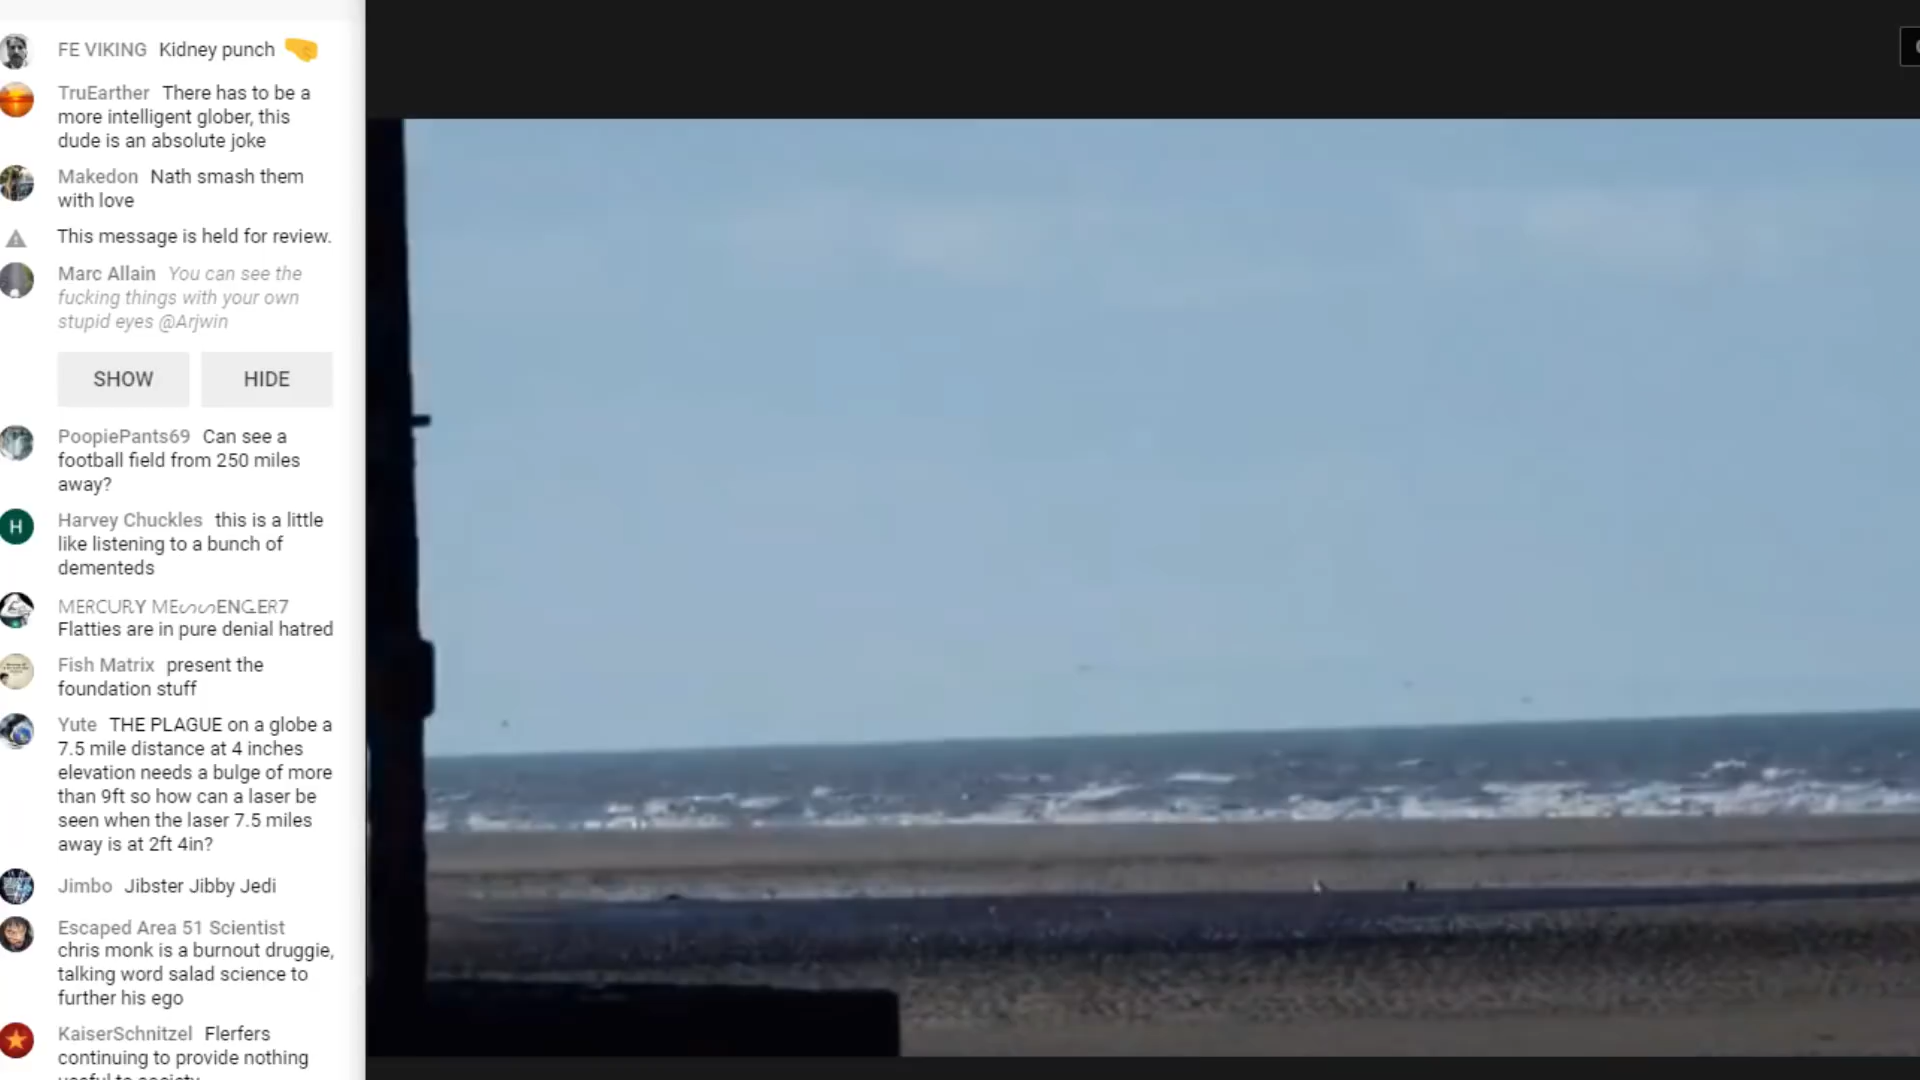 FE VIKING Kidney punch
TruEarther There has to be a
more intelligent glober, this
dude is an absolute joke
Makedon Nath smash them
with love
This message is held for review.
Marc Allain You can see the
fucking things with your own
stupid eyes @Arjwin
SHOW HIDE
PoopiePants69 Can see a
football field from 250 miles
away?
H Harvey Chuckles this is a little
like listening to a bunch of
dementeds
MERCURY MEᔕᔕENGER7
Flatties are in pure denial hatred
Fish Matrix present the
foundation stuff
Yute THE PLAGUE on a globe a
7.5 mile distance at 4 inches
elevation needs a bulge of more
than 9ft so how can a laser be
seen when the laser 7.5 miles
away is at 2ft 4in?
Jimbo Jibster Jibby Jedi
Escaped Area 51 Scientist
chris monk is a burnout druggie,
talking word salad science to
further his ego
KaiserSchnitzel Flerfers
continuing to provide nothing
useful to society